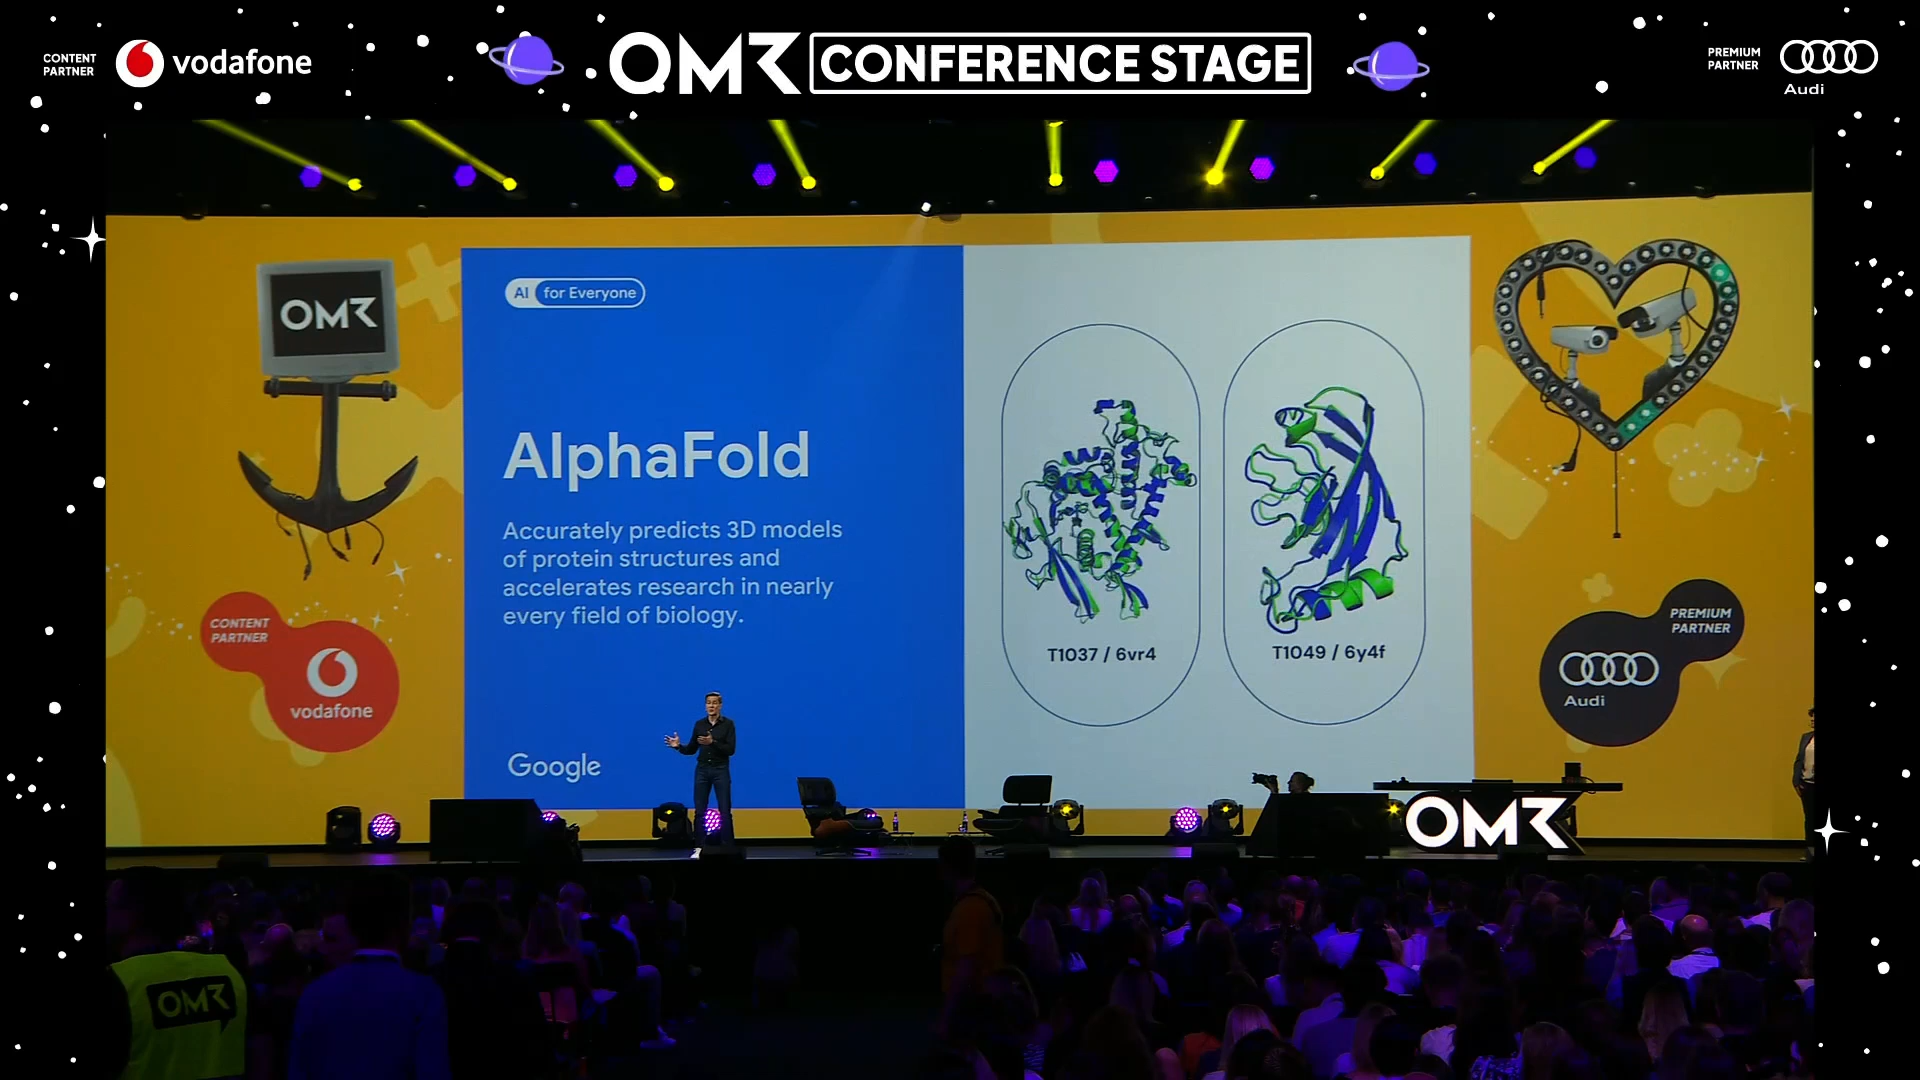 CONTENT
PARTNER
vodafone
OMR CONFERENCE STAGE
PREMIUM
PARTNER
Audi
OMR
AI for Everyone
AlphaFold
Accurately predicts 3D models
of protein structures and
accelerates research in nearly
every field of biology.
Google
T1037 / 6vr4
T1049 / 6y4f
CONTENT
PARTNER
vodafone
PREMIUM
PARTNER
Audi
OMR
OMR